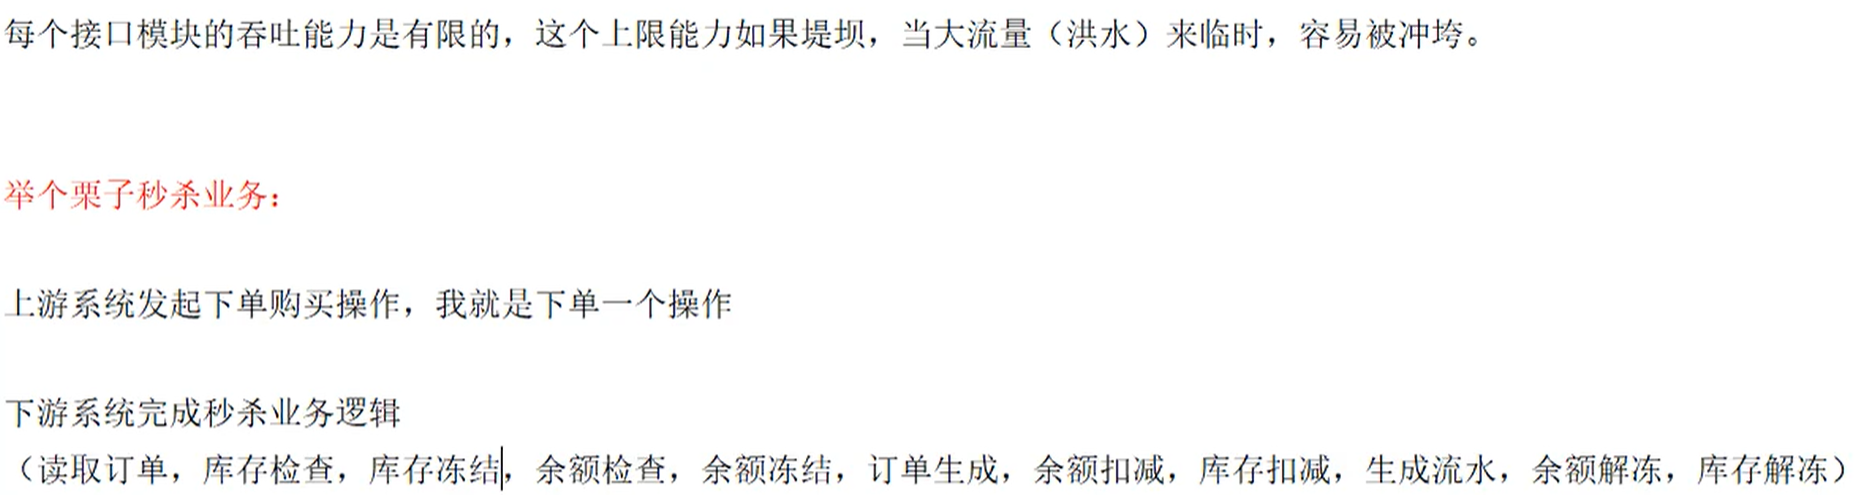 每个接口模块的吞吐能力是有限的，这个上限能力如果堤坝，当大流量（洪水）来临时，容易被冲垮。
举个栗子秒杀业务：
上游系统发起下单购买操作，我就是下单一个操作
下游系统完成秒杀业务逻辑
（读取订单，库存检查，库存冻结，余额检查，余额冻结，订单生成，余额扣减，库存扣减，生成流水，余额解冻，库存解冻）